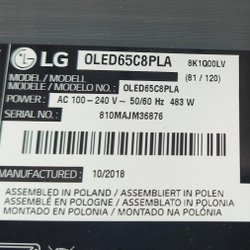 LG OLED65C8PLA 8K1Q00LV
MODEL / MODELL
MODÈLE / MODELO NO. : OLED65C8PLA (81 / 120)
POWER : AC 100 - 240 V ~ 50/60 Hz 483 W
SERIAL NO. :
810MAJM36876
MANUFACTURED : 10/2018
ASSEMBLED IN POLAND / ASSEMBLIERT IN POLEN
ASSEMBLÉ EN POLOGNE / ASSEMBLATO IN POLONIA
MONTADO EN POLONIA / MONTADO NA POLÓNIA